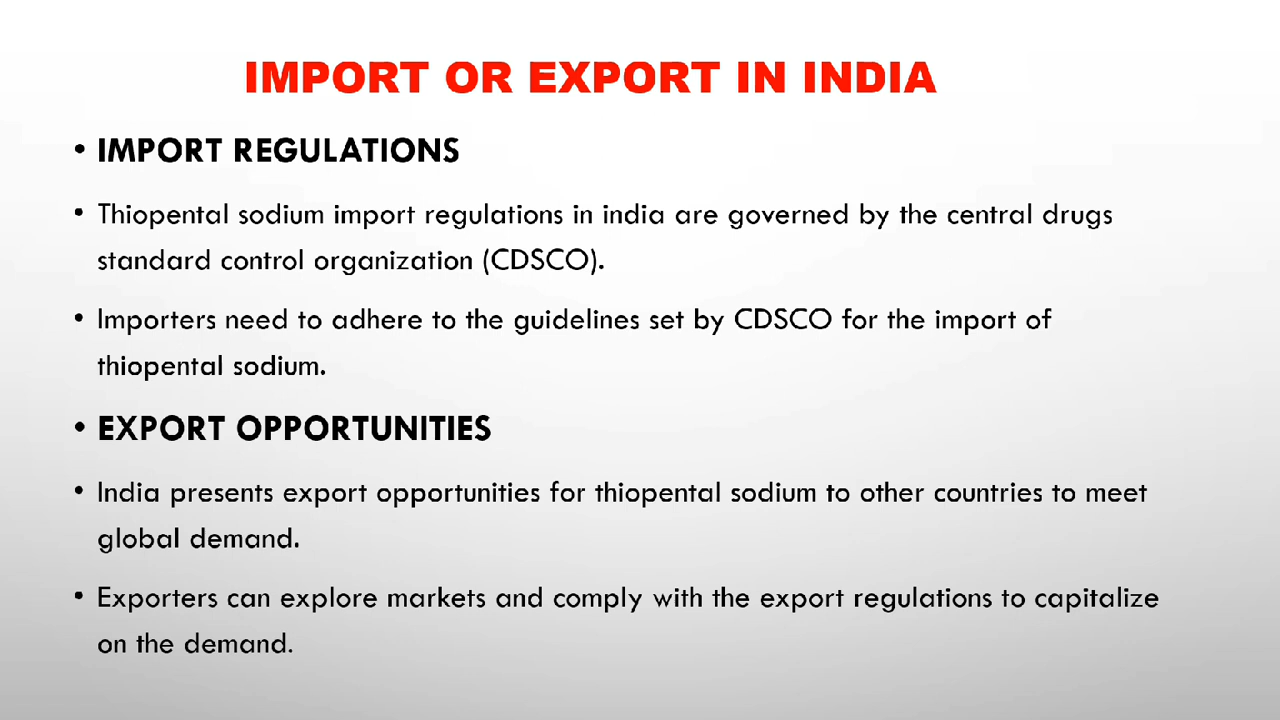 IMPORT OR EXPORT IN INDIA
• IMPORT REGULATIONS
• Thiopental sodium import regulations in india are governed by the central drugs
standard control organization (CDSCO).
• Importers need to adhere to the guidelines set by CDSCO for the import of
thiopental sodium.
• EXPORT OPPORTUNITIES
• India presents export opportunities for thiopental sodium to other countries to meet
global demand.
• Exporters can explore markets and comply with the export regulations to capitalize
on the demand.